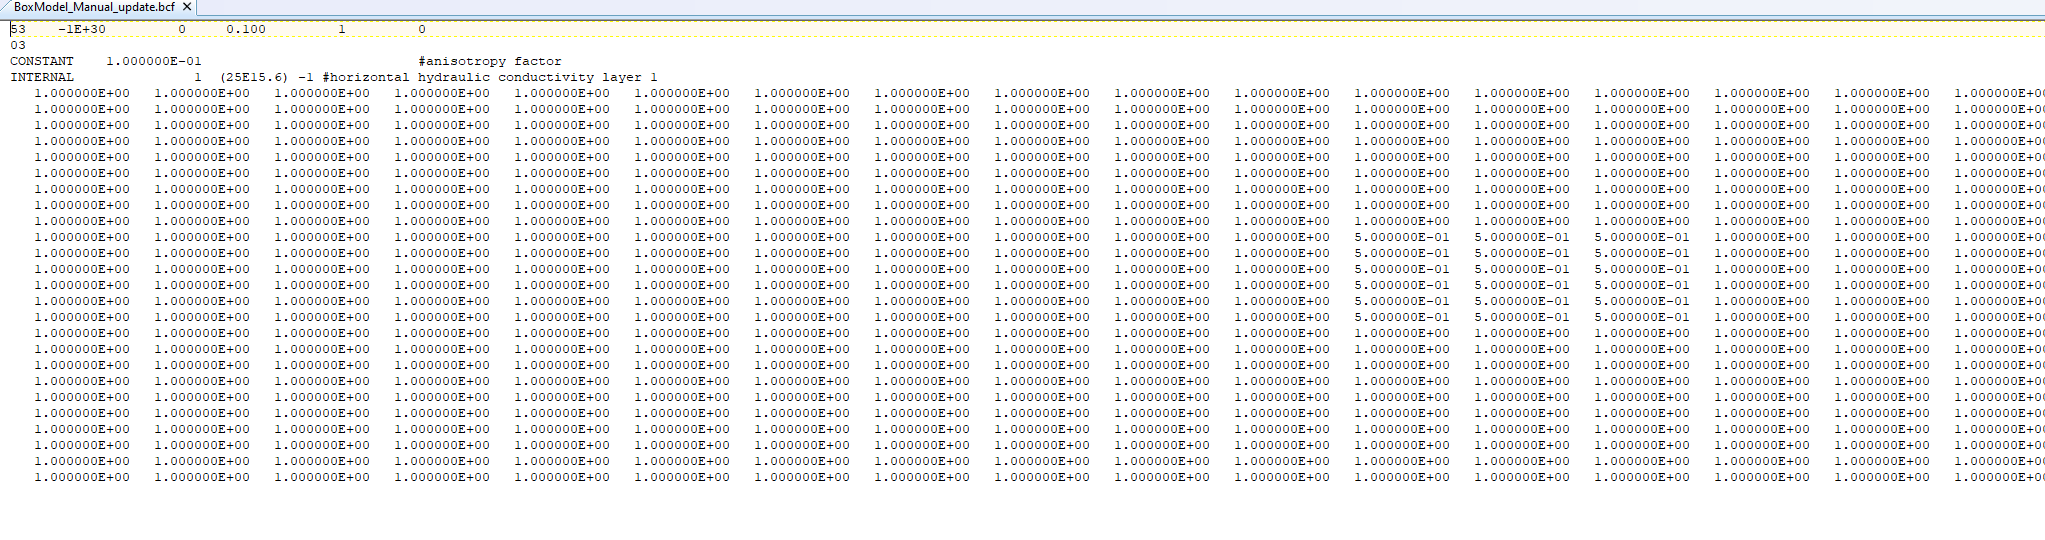 BoxModel_Manual_update.bcf
53 -1E+30 0 0.100 1 0
03
CONSTANT 1.000000E-01 #anisotropy factor
INTERNAL 1 (25E15.6) -1 #horizontal hydraulic conductivity layer 1
1.000000E+00 1.000000E+00 1.000000E+00 1.000000E+00 1.000000E+00 1.000000E+00 1.000000E+00 1.000000E+00 1.000000E+00 1.000000E+00 1.000000E+00 1.000000E+00 1.000000E+00 1.000000E+00 1.000000E+00 1.000000E+00 1.000000E+0
1.000000E+00 1.000000E+00 1.000000E+00 1.000000E+00 1.000000E+00 1.000000E+00 1.000000E+00 1.000000E+00 1.000000E+00 1.000000E+00 1.000000E+00 1.000000E+00 1.000000E+00 1.000000E+00 1.000000E+00 1.000000E+00 1.000000E+0
1.000000E+00 1.000000E+00 1.000000E+00 1.000000E+00 1.000000E+00 1.000000E+00 1.000000E+00 1.000000E+00 1.000000E+00 1.000000E+00 1.000000E+00 1.000000E+00 1.000000E+00 1.000000E+00 1.000000E+00 1.000000E+00 1.000000E+0
1.000000E+00 1.000000E+00 1.000000E+00 1.000000E+00 1.000000E+00 1.000000E+00 1.000000E+00 1.000000E+00 1.000000E+00 1.000000E+00 1.000000E+00 1.000000E+00 1.000000E+00 1.000000E+00 1.000000E+00 1.000000E+00 1.000000E+0
1.000000E+00 1.000000E+00 1.000000E+00 1.000000E+00 1.000000E+00 1.000000E+00 1.000000E+00 1.000000E+00 1.000000E+00 1.000000E+00 1.000000E+00 1.000000E+00 1.000000E+00 1.000000E+00 1.000000E+00 1.000000E+00 1.000000E+0
1.000000E+00 1.000000E+00 1.000000E+00 1.000000E+00 1.000000E+00 1.000000E+00 1.000000E+00 1.000000E+00 1.000000E+00 1.000000E+00 1.000000E+00 1.000000E+00 1.000000E+00 1.000000E+00 1.000000E+00 1.000000E+00 1.000000E+0
1.000000E+00 1.000000E+00 1.000000E+00 1.000000E+00 1.000000E+00 1.000000E+00 1.000000E+00 1.000000E+00 1.000000E+00 1.000000E+00 1.000000E+00 1.000000E+00 1.000000E+00 1.000000E+00 1.000000E+00 1.000000E+00 1.000000E+0
1.000000E+00 1.000000E+00 1.000000E+00 1.000000E+00 1.000000E+00 1.000000E+00 1.000000E+00 1.000000E+00 1.000000E+00 1.000000E+00 1.000000E+00 1.000000E+00 1.000000E+00 1.000000E+00 1.000000E+00 1.000000E+00 1.000000E+0
1.000000E+00 1.000000E+00 1.000000E+00 1.000000E+00 1.000000E+00 1.000000E+00 1.000000E+00 1.000000E+00 1.000000E+00 1.000000E+00 1.000000E+00 1.000000E+00 1.000000E+00 1.000000E+00 1.000000E+00 1.000000E+00 1.000000E+0
1.000000E+00 1.000000E+00 1.000000E+00 1.000000E+00 1.000000E+00 1.000000E+00 1.000000E+00 1.000000E+00 1.000000E+00 1.000000E+00 1.000000E+00 5.000000E-01 5.000000E-01 5.000000E-01 1.000000E+00 1.000000E+00 1.000000E+0
1.000000E+00 1.000000E+00 1.000000E+00 1.000000E+00 1.000000E+00 1.000000E+00 1.000000E+00 1.000000E+00 1.000000E+00 1.000000E+00 1.000000E+00 5.000000E-01 5.000000E-01 5.000000E-01 1.000000E+00 1.000000E+00 1.000000E+0
1.000000E+00 1.000000E+00 1.000000E+00 1.000000E+00 1.000000E+00 1.000000E+00 1.000000E+00 1.000000E+00 1.000000E+00 1.000000E+00 1.000000E+00 5.000000E-01 5.000000E-01 5.000000E-01 1.000000E+00 1.000000E+00 1.000000E+0
1.000000E+00 1.000000E+00 1.000000E+00 1.000000E+00 1.000000E+00 1.000000E+00 1.000000E+00 1.000000E+00 1.000000E+00 1.000000E+00 1.000000E+00 5.000000E-01 5.000000E-01 5.000000E-01 1.000000E+00 1.000000E+00 1.000000E+0
1.000000E+00 1.000000E+00 1.000000E+00 1.000000E+00 1.000000E+00 1.000000E+00 1.000000E+00 1.000000E+00 1.000000E+00 1.000000E+00 1.000000E+00 5.000000E-01 5.000000E-01 5.000000E-01 1.000000E+00 1.000000E+00 1.000000E+0
1.000000E+00 1.000000E+00 1.000000E+00 1.000000E+00 1.000000E+00 1.000000E+00 1.000000E+00 1.000000E+00 1.000000E+00 1.000000E+00 1.000000E+00 5.000000E-01 5.000000E-01 5.000000E-01 1.000000E+00 1.000000E+00 1.000000E+0
1.000000E+00 1.000000E+00 1.000000E+00 1.000000E+00 1.000000E+00 1.000000E+00 1.000000E+00 1.000000E+00 1.000000E+00 1.000000E+00 1.000000E+00 1.000000E+00 1.000000E+00 1.000000E+00 1.000000E+00 1.000000E+00 1.000000E+0
1.000000E+00 1.000000E+00 1.000000E+00 1.000000E+00 1.000000E+00 1.000000E+00 1.000000E+00 1.000000E+00 1.000000E+00 1.000000E+00 1.000000E+00 1.000000E+00 1.000000E+00 1.000000E+00 1.000000E+00 1.000000E+00 1.000000E+0
1.000000E+00 1.000000E+00 1.000000E+00 1.000000E+00 1.000000E+00 1.000000E+00 1.000000E+00 1.000000E+00 1.000000E+00 1.000000E+00 1.000000E+00 1.000000E+00 1.000000E+00 1.000000E+00 1.000000E+00 1.000000E+00 1.000000E+0
1.000000E+00 1.000000E+00 1.000000E+00 1.000000E+00 1.000000E+00 1.000000E+00 1.000000E+00 1.000000E+00 1.000000E+00 1.000000E+00 1.000000E+00 1.000000E+00 1.000000E+00 1.000000E+00 1.000000E+00 1.000000E+00 1.000000E+0
1.000000E+00 1.000000E+00 1.000000E+00 1.000000E+00 1.000000E+00 1.000000E+00 1.000000E+00 1.000000E+00 1.000000E+00 1.000000E+00 1.000000E+00 1.000000E+00 1.000000E+00 1.000000E+00 1.000000E+00 1.000000E+00 1.000000E+0
1.000000E+00 1.000000E+00 1.000000E+00 1.000000E+00 1.000000E+00 1.000000E+00 1.000000E+00 1.000000E+00 1.000000E+00 1.000000E+00 1.000000E+00 1.000000E+00 1.000000E+00 1.000000E+00 1.000000E+00 1.000000E+00 1.000000E+0
1.000000E+00 1.000000E+00 1.000000E+00 1.000000E+00 1.000000E+00 1.000000E+00 1.000000E+00 1.000000E+00 1.000000E+00 1.000000E+00 1.000000E+00 1.000000E+00 1.000000E+00 1.000000E+00 1.000000E+00 1.000000E+00 1.000000E+0
1.000000E+00 1.000000E+00 1.000000E+00 1.000000E+00 1.000000E+00 1.000000E+00 1.000000E+00 1.000000E+00 1.000000E+00 1.000000E+00 1.000000E+00 1.000000E+00 1.000000E+00 1.000000E+00 1.000000E+00 1.000000E+00 1.000000E+0
1.000000E+00 1.000000E+00 1.000000E+00 1.000000E+00 1.000000E+00 1.000000E+00 1.000000E+00 1.000000E+00 1.000000E+00 1.000000E+00 1.000000E+00 1.000000E+00 1.000000E+00 1.000000E+00 1.000000E+00 1.000000E+00 1.000000E+0
1.000000E+00 1.000000E+00 1.000000E+00 1.000000E+00 1.000000E+00 1.000000E+00 1.000000E+00 1.000000E+00 1.000000E+00 1.000000E+00 1.000000E+00 1.000000E+00 1.000000E+00 1.000000E+00 1.000000E+00 1.000000E+00 1.000000E+0